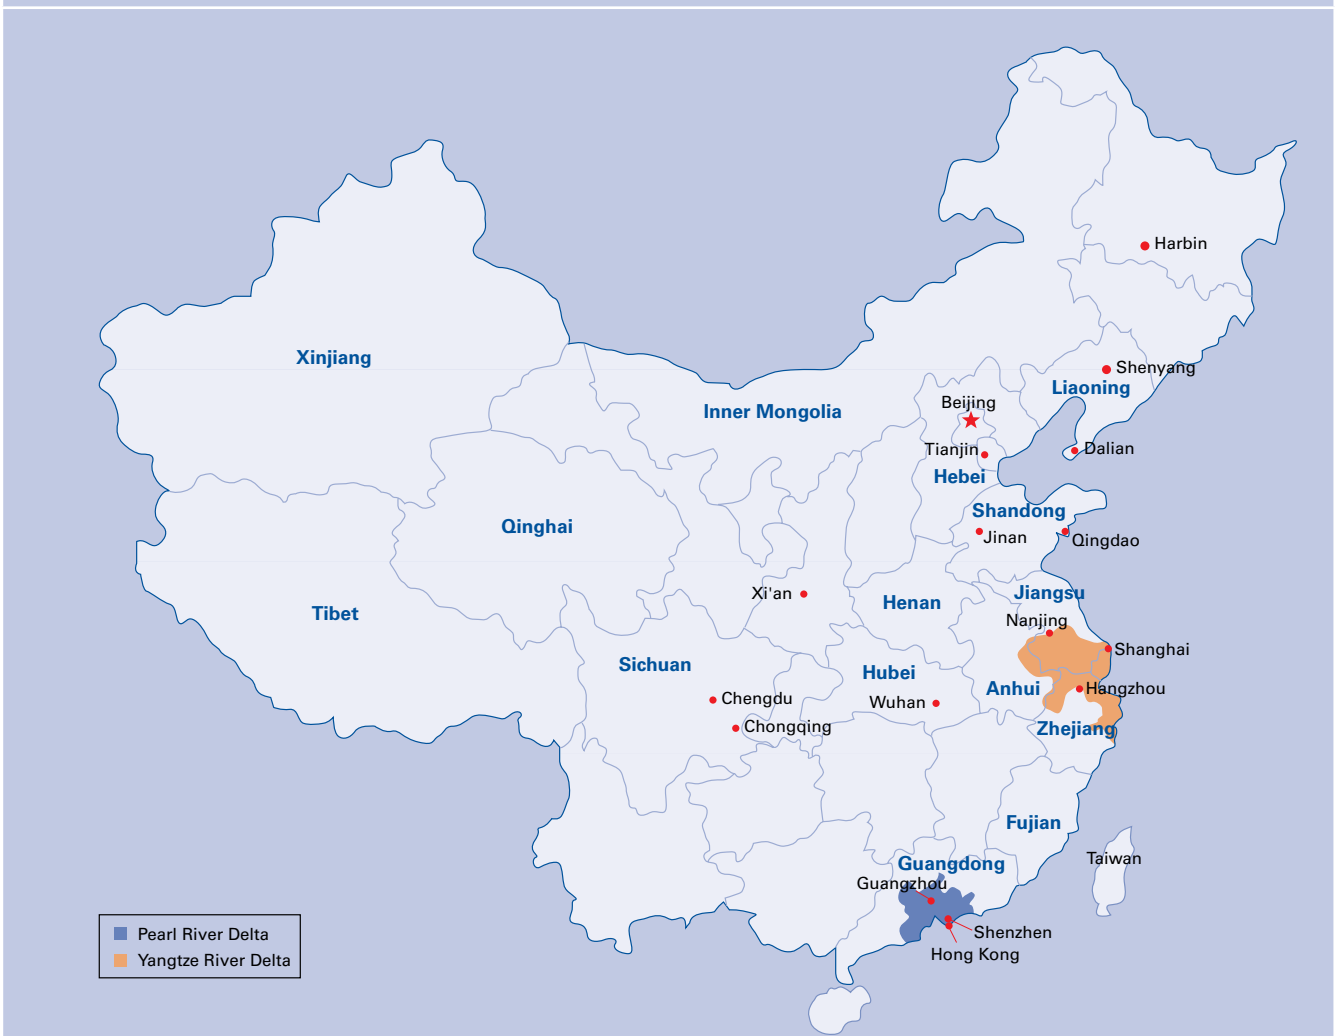 Harbin
Xinjiang
Shenyang
Liaoning
Inner Mongolia
Beijing
Tianjin
Dalian
Hebei
Shandong
Qinghai
Jinan
Qingdao
Xi'an
Jiangsu
Henan
Tibet
Nanjing
Shanghai
Sichuan
Hubei
Anhui
Hangzhou
Chengdu
Wuhan
Chongqing
Zhejiang
Fujian
Taiwan
Guangdong
Guangzhou
Shenzhen
Hong Kong
Pearl River Delta
Yangtze River Delta